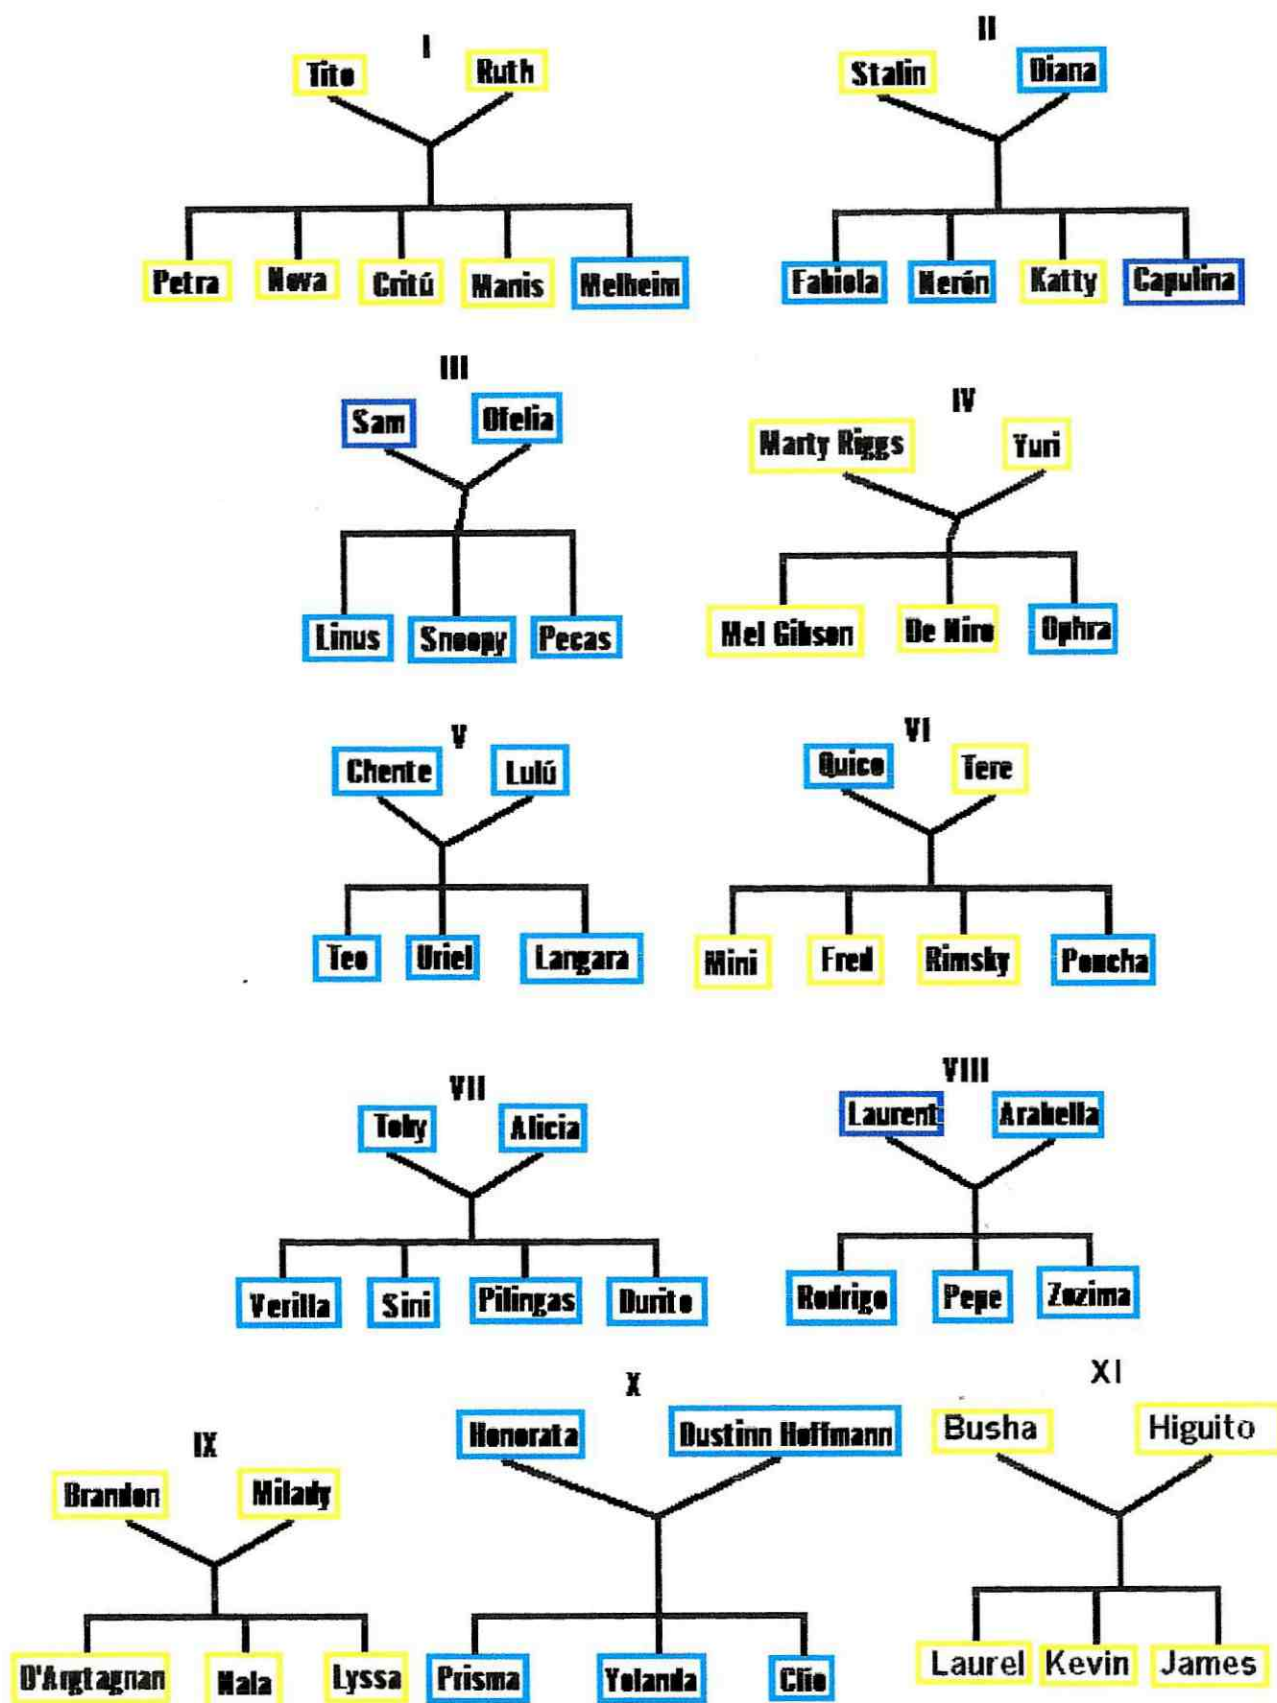 I
Tito Ruth
Petra Nova Critú Manis Melheim
II
Stalin Diana
Fabiola Nerón Katty Capulina
III
Sam Ofelia
Linus Snoopy Pecas
IV
Marty Riggs Yuri
Mel Gibson De Niro Ophra
V
Chente Lulú
Teo Uriel Langara
VI
Quico Tere
Mini Fred Rimsky Poncha
VII
Toby Alicia
Verilla Sini Pilingas Durito
VIII
Laurent Arabella
Rodrigo Pepe Zozima
IX
Brandon Milady
D'Argtagnan Nala Lyssa
X
Honorata Dustinn Hoffmann
Prisma Yolanda Clio
XI
Busha Higuito
Laurel Kevin James